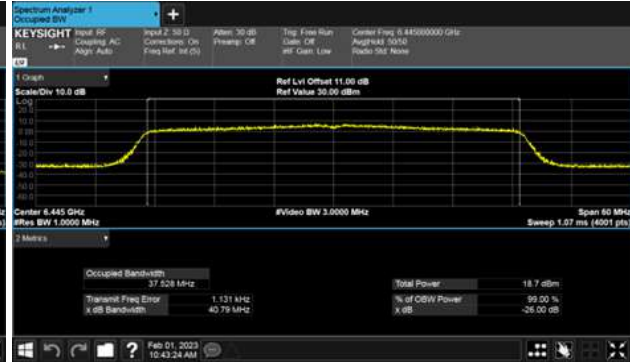 Spectrum Analyzer 1
Occupied BW
+
KEYSIGHT
Input: RF
Input Z: 50 Ω
Atten: 30 dB
Trig: Free Run
Center Freq: 6.445000000 GHz
RL
Coupling: AC
Corrections: On
Preamp: Off
Gate: Off
Avg|Hold: 50/50
Align: Auto
Freq Ref: Int (S)
#IF Gain: Low
Radio Std: None
1 Graph
Ref Lvl Offset 11.00 dB
Scale/Div 10.0 dB
Ref Value 30.00 dBm
Log
20.0
10.0
0.00
-10.0
-20.0
-30.0
-40.0
-50.0
-60.0
Center 6.445 GHz
#Video BW 3.0000 MHz
Span 60 MHz
#Res BW 1.0000 MHz
Sweep 1.07 ms (4001 pts)
2 Metrics
Occupied Bandwidth
37.528 MHz
Total Power
18.7 dBm
Transmit Freq Error
1.131 kHz
% of OBW Power
99.00 %
x dB Bandwidth
40.79 MHz
x dB
-26.00 dB
?
Feb 01, 2023
10:43:24 AM